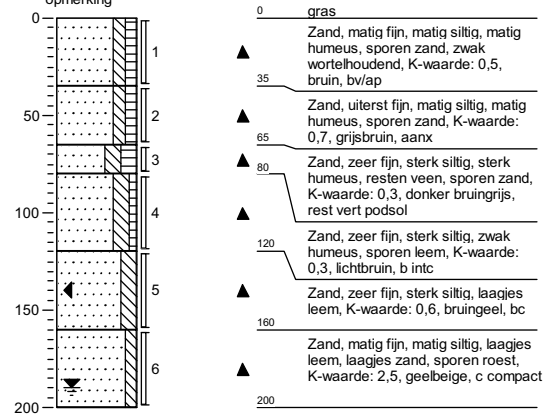 opmerking
0
50
100
150
200
1
2
3
4
5
6
0
gras
Zand, matig fijn, matig siltig, matig
humeus, sporen zand, zwak
wortelhoudend, K-waarde: 0,5,
bruin, bv/ap
35
Zand, uiterst fijn, matig siltig, matig
humeus, sporen zand, K-waarde:
0,7, grijsbruin, aanx
65
Zand, zeer fijn, sterk siltig, sterk
humeus, resten veen, sporen zand,
K-waarde: 0,3, donker bruingrijs,
rest vert podsol
80
Zand, zeer fijn, sterk siltig, zwak
humeus, sporen leem, K-waarde:
0,3, lichtbruin, b intc
120
Zand, zeer fijn, sterk siltig, laagjes
leem, K-waarde: 0,6, bruingeel, bc
160
Zand, matig fijn, matig siltig, laagjes
leem, laagjes zand, sporen roest,
K-waarde: 2,5, geelbeige, c compact
200